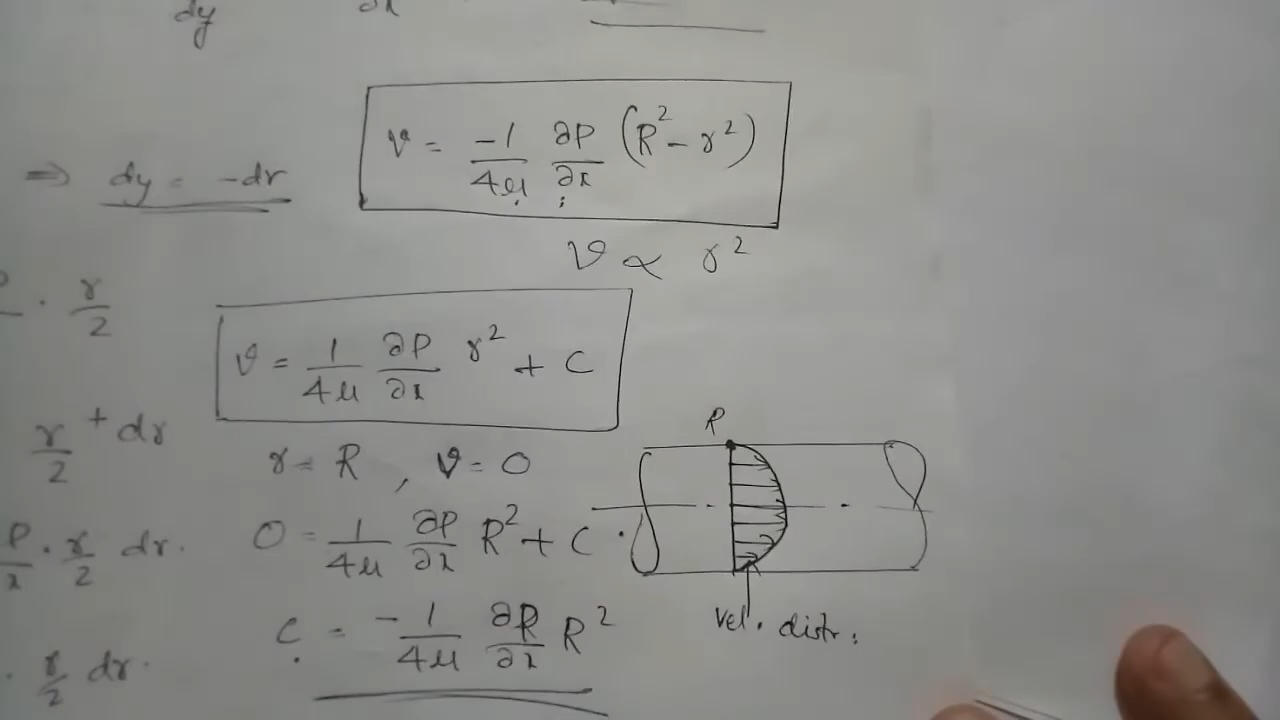 dy ∂x
v = -1/4μ ∂P/∂x (R² - r²)
⇒ dy = -dr
v ∝ r²
· r/2
v = 1/4μ ∂P/∂x r² + C
r/2 + dr
R
r = R , v = 0
0 = 1/4μ ∂P/∂x R² + C ·
P/x · r/2 dr.
C = -1/4μ ∂P/∂x R²
vel. distr.
· r/2 dr.